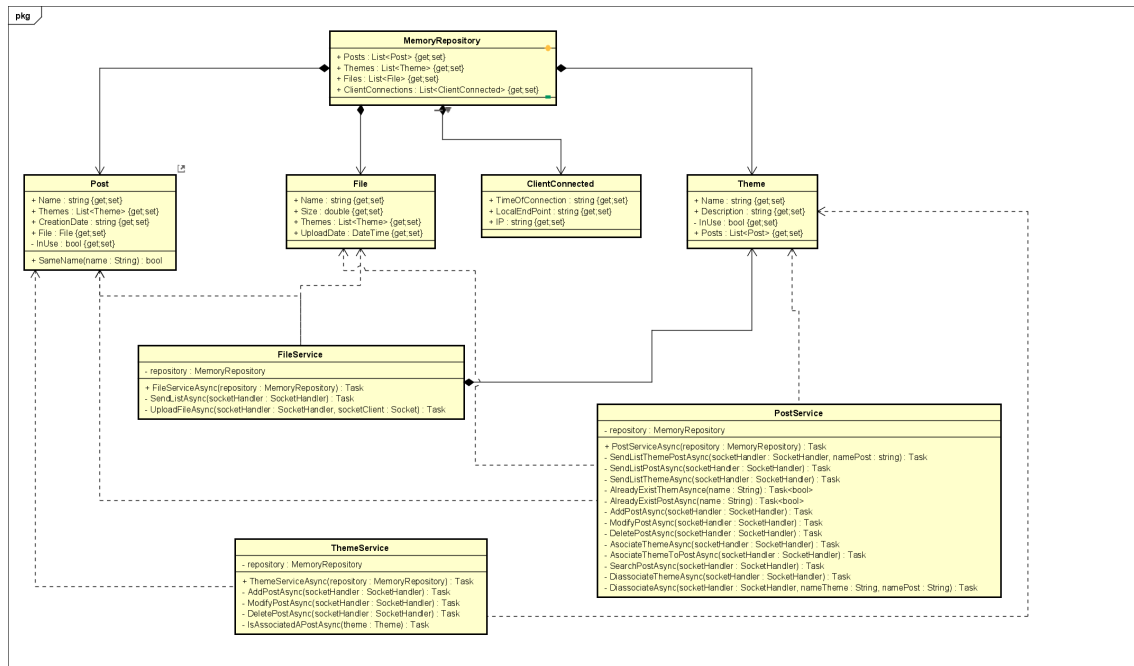 pkg
MemoryRepository
+ Posts : List<Post> {get;set}
+ Themes : List<Theme> {get;set}
+ Files : List<File> {get;set}
+ ClientConnections : List<ClientConnected> {get;set}
Post
+ Name : string {get;set}
+ Themes : List<Theme> {get;set}
+ CreationDate : string {get;set}
+ File : File {get;set}
- InUse : bool {get;set}
+ SameName(name : String) : bool
File
+ Name : string {get;set}
+ Size : double {get;set}
+ Themes : List<Theme> {get;set}
+ UploadDate : DateTime {get;set}
ClientConnected
+ TimeOfConnection : string {get;set}
+ LocalEndPoint : string {get;set}
+ IP : string {get;set}
Theme
+ Name : string {get;set}
+ Description : string {get;set}
- InUse : bool {get;set}
+ Posts : List<Post> {get;set}
FileService
- repository : MemoryRepository
+ FileServiceAsync(repository : MemoryRepository) : Task
- SendListAsync(socketHandler : SocketHandler) : Task
- UploadFileAsync(socketHandler : SocketHandler, socketClient : Socket) : Task
PostService
- repository : MemoryRepository
+ PostServiceAsync(repository : MemoryRepository) : Task
- SendListThemePostAsync(socketHandler : SocketHandler, namePost : string) : Task
- SendListPostAsync(socketHandler : SocketHandler) : Task
- SendListThemeAsync(socketHandler : SocketHandler) : Task
- AlreadyExistThemAsynce(name : String) : Task<bool>
- AlreadyExistPostAsync(name : String) : Task<bool>
- AddPostAsync(socketHandler : SocketHandler) : Task
- ModifyPostAsync(socketHandler : SocketHandler) : Task
- DeletePostAsync(socketHandler : SocketHandler) : Task
- AsociateThemeAsync(socketHandler : SocketHandler) : Task
- AsociateThemeToPostAsync(socketHandler : SocketHandler) : Task
- SearchPostAsync(socketHandler : SocketHandler) : Task
- DiassociateThemeAsync(socketHandler : SocketHandler) : Task
- DiassociateAsync(socketHandler : SocketHandler, nameTheme : String, namePost : String) : Task
ThemeService
- repository : MemoryRepository
+ ThemeServiceAsync(repository : MemoryRepository) : Task
- AddPostAsync(socketHandler : SocketHandler) : Task
- ModifyPostAsync(socketHandler : SocketHandler) : Task
- DeletePostAsync(socketHandler : SocketHandler) : Task
- IsAssociatedAPostAsync(theme : Theme) : Task